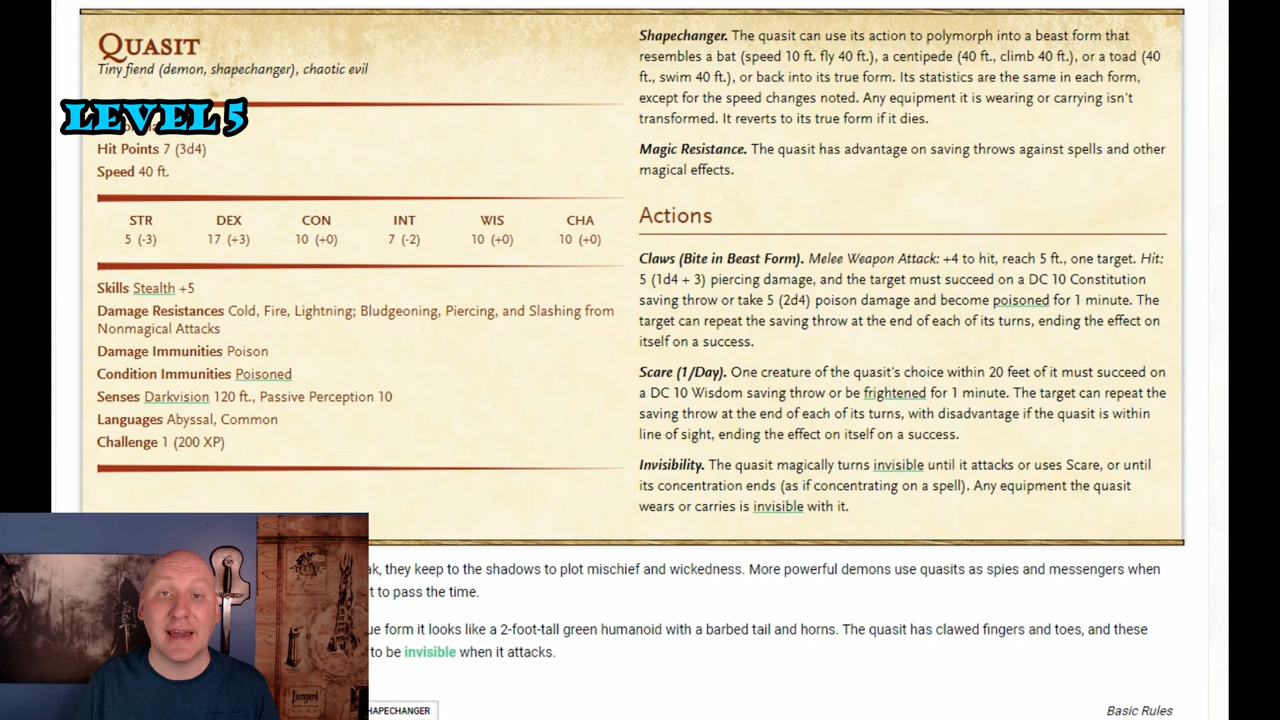 QUASIT
Tiny fiend (demon, shapechanger), chaotic evil
LEVEL 5
Hit Points 7 (3d4)
Speed 40 ft.
STR DEX CON INT WIS CHA
5 (-3) 17 (+3) 10 (+0) 7 (-2) 10 (+0) 10 (+0)
Skills Stealth +5
Damage Resistances Cold, Fire, Lightning; Bludgeoning, Piercing, and Slashing from
Nonmagical Attacks
Damage Immunities Poison
Condition Immunities Poisoned
Senses Darkvision 120 ft., Passive Perception 10
Languages Abyssal, Common
Challenge 1 (200 XP)
Shapechanger. The quasit can use its action to polymorph into a beast form that
resembles a bat (speed 10 ft. fly 40 ft.), a centipede (40 ft., climb 40 ft.), or a toad (40
ft., swim 40 ft.), or back into its true form. Its statistics are the same in each form,
except for the speed changes noted. Any equipment it is wearing or carrying isn't
transformed. It reverts to its true form if it dies.
Magic Resistance. The quasit has advantage on saving throws against spells and other
magical effects.
Actions
Claws (Bite in Beast Form). Melee Weapon Attack: +4 to hit, reach 5 ft., one target. Hit:
5 (1d4 + 3) piercing damage, and the target must succeed on a DC 10 Constitution
saving throw or take 5 (2d4) poison damage and become poisoned for 1 minute. The
target can repeat the saving throw at the end of each of its turns, ending the effect on
itself on a success.
Scare (1/Day). One creature of the quasit's choice within 20 feet of it must succeed on
a DC 10 Wisdom saving throw or be frightened for 1 minute. The target can repeat the
saving throw at the end of each of its turns, with disadvantage if the quasit is within
line of sight, ending the effect on itself on a success.
Invisibility. The quasit magically turns invisible until it attacks or uses Scare, or until
its concentration ends (as if concentrating on a spell). Any equipment the quasit
wears or carries is invisible with it.
they keep to the shadows to plot mischief and wickedness. More powerful demons use quasits as spies and messengers when
to pass the time.
form it looks like a 2-foot-tall green humanoid with a barbed tail and horns. The quasit has clawed fingers and toes, and these
to be invisible when it attacks.
HAPECHANGER
Basic Rules
Isengard